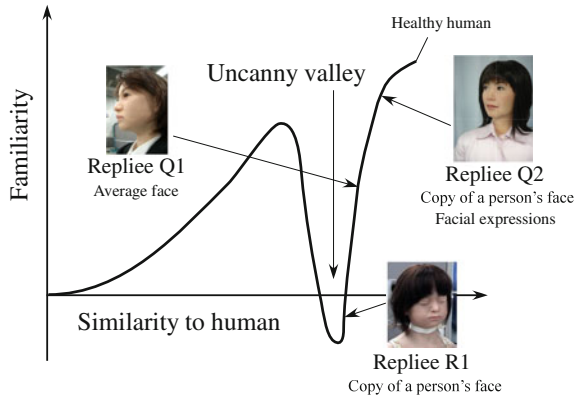 Healthy human
Uncanny valley
Familiarity
Repliee Q1
Average face
Repliee Q2
Copy of a person's face
Facial expressions
Similarity to human
Repliee R1
Copy of a person's face